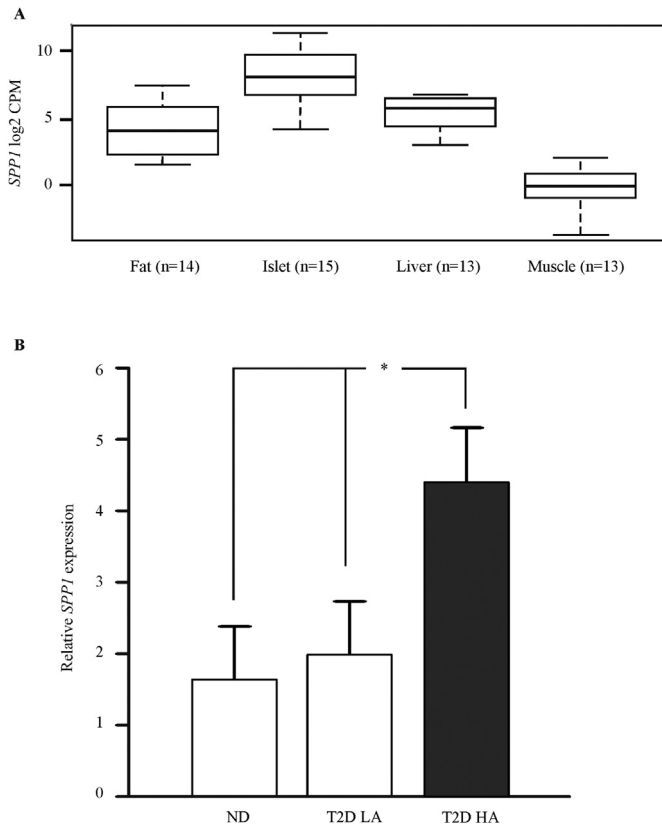 A
SPP1 log2 CPM
10
5
0
Fat (n=14) Islet (n=15) Liver (n=13) Muscle (n=13)
B
Relative SPP1 expression
6
5
4
3
2
1
0
*
ND T2D LA T2D HA